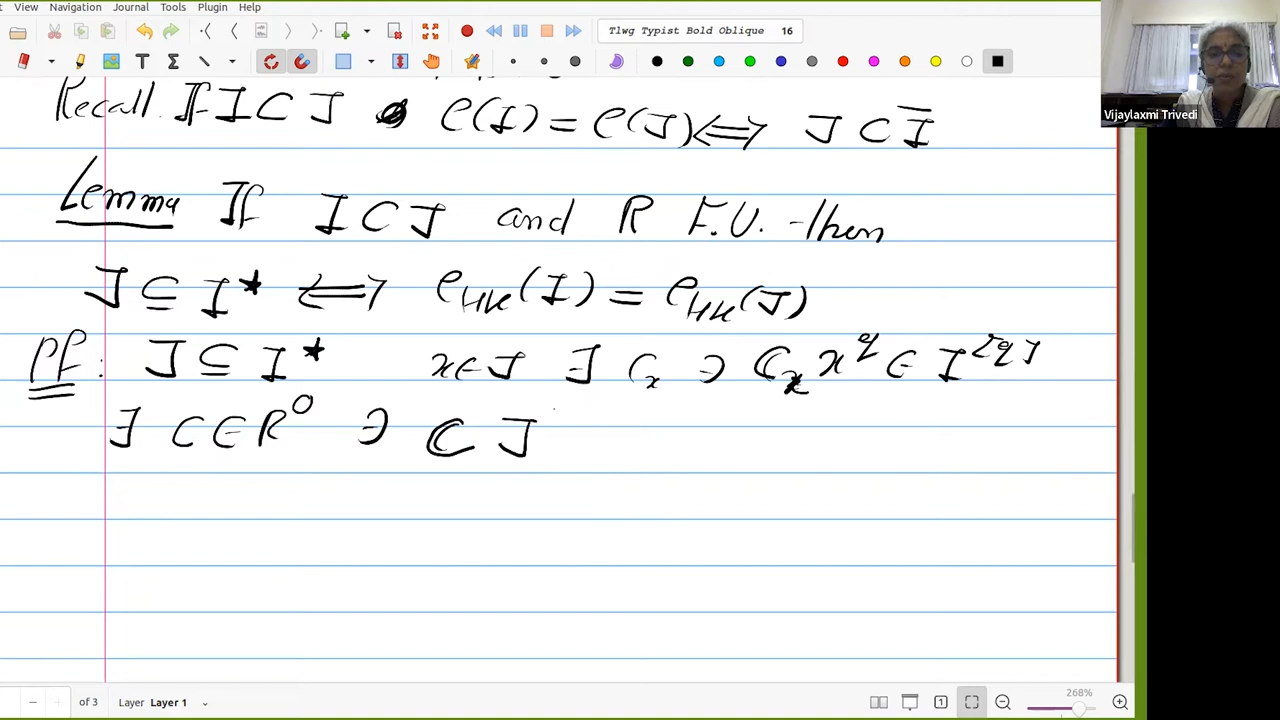 View Navigation Journal Tools Plugin Help
Tlwg Typist Bold Oblique 16
Vijaylaxmi Trivedi
Recall. If I ⊂ J e(I) = e(J) ⟺ J ⊂ Ī
Lemma If I ⊂ J and R F.U. then
J ⊆ I* ⟺ e_HK(I) = e_HK(J)
Pf: J ⊆ I* x ∈ J ∃ C_x ∋ C_x x^q ∈ I^[q]
∃ C ∈ R^0 ∋ C J
of 3 Layer Layer 1 268%